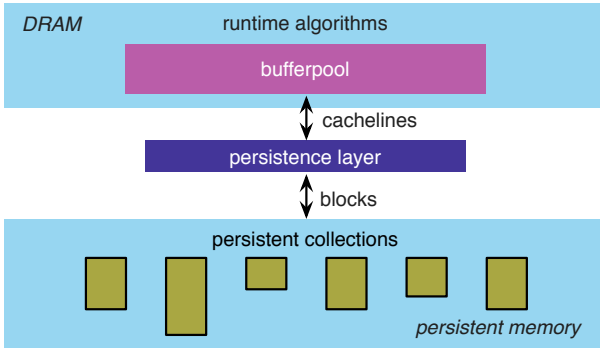 DRAM
runtime algorithms
bufferpool
cachelines
persistence layer
blocks
persistent collections
persistent memory